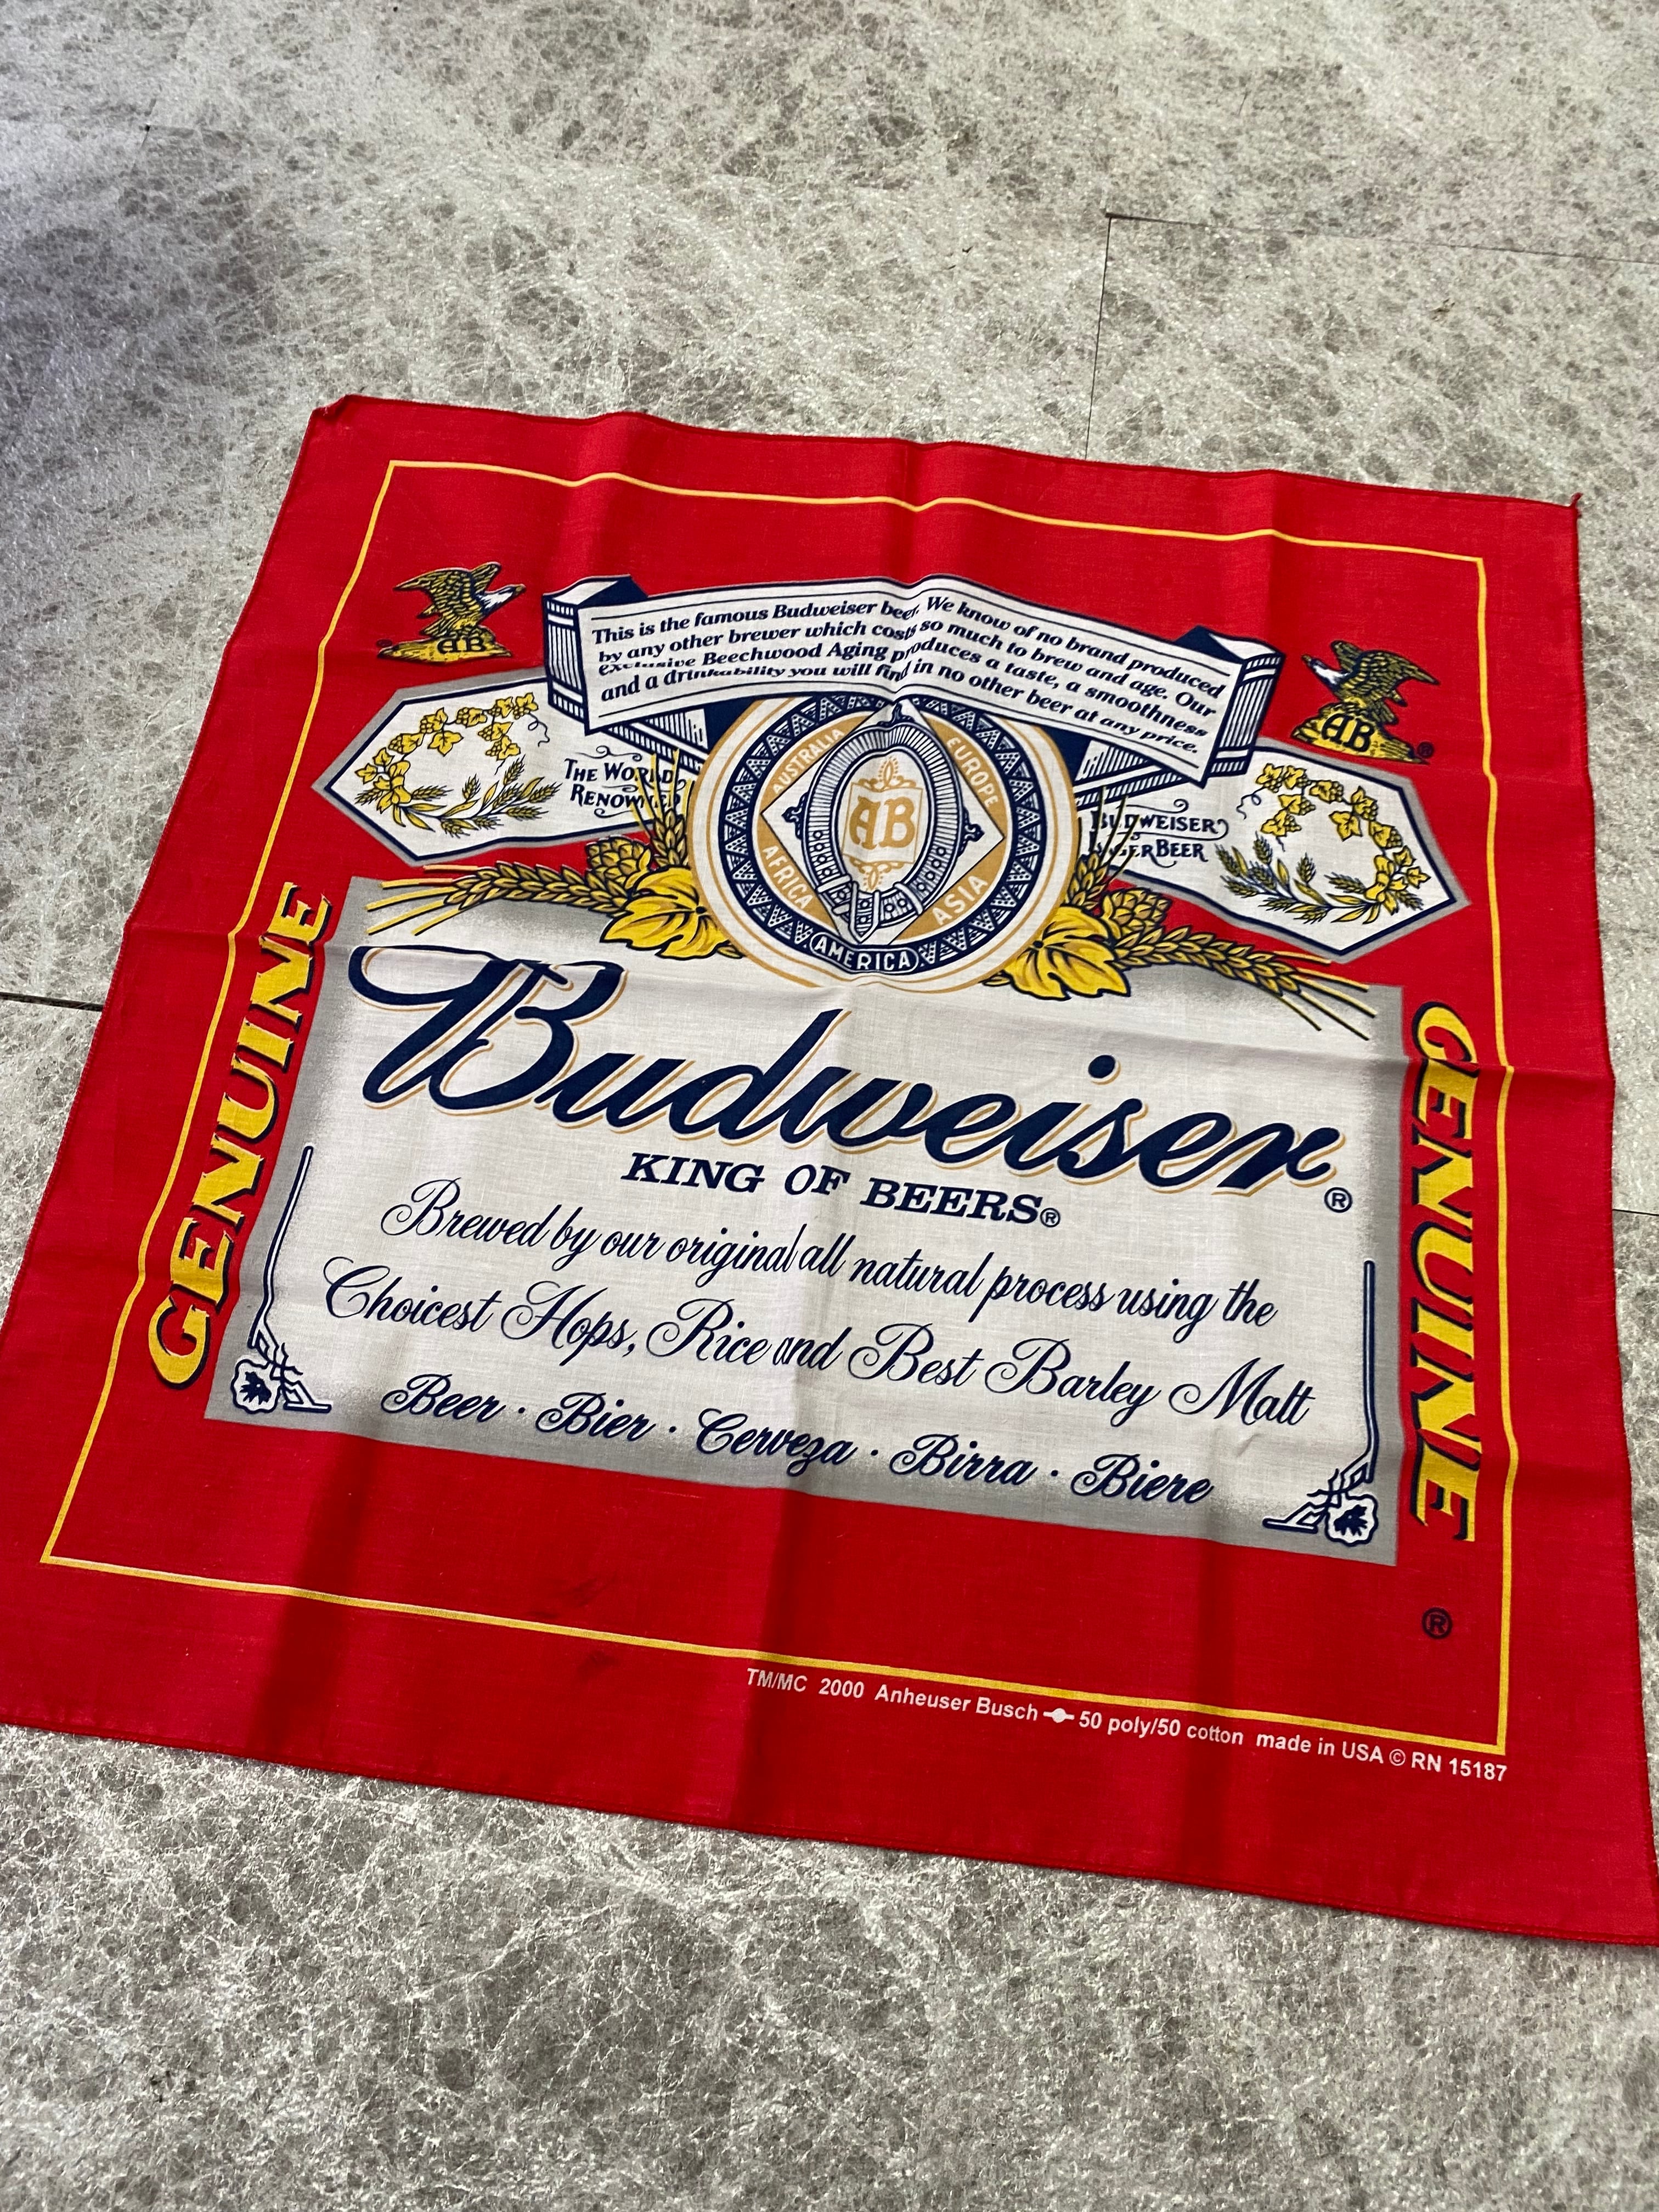 This is the famous Budweiser beer. We know of no brand produced
by any other brewer which costs so much to brew and age. Our
exclusive Beechwood Aging produces a taste, a smoothness
and a drinkability you will find in no other beer at any price.
AB ®
AB ®
THE WORLD
RENOWNED
BUDWEISER
LAGER BEER
AUSTRALIA
EUROPE
AB
AFRICA
ASIA
AMERICA
GENUINE
Budweiser®
KING OF BEERS®
Brewed by our original all natural process using the
Choicest Hops, Rice and Best Barley Malt
Beer · Bier · Cerveza · Birra · Biere
GENUINE
®
TM/MC 2000 Anheuser Busch 50 poly/50 cotton made in USA © RN 15187